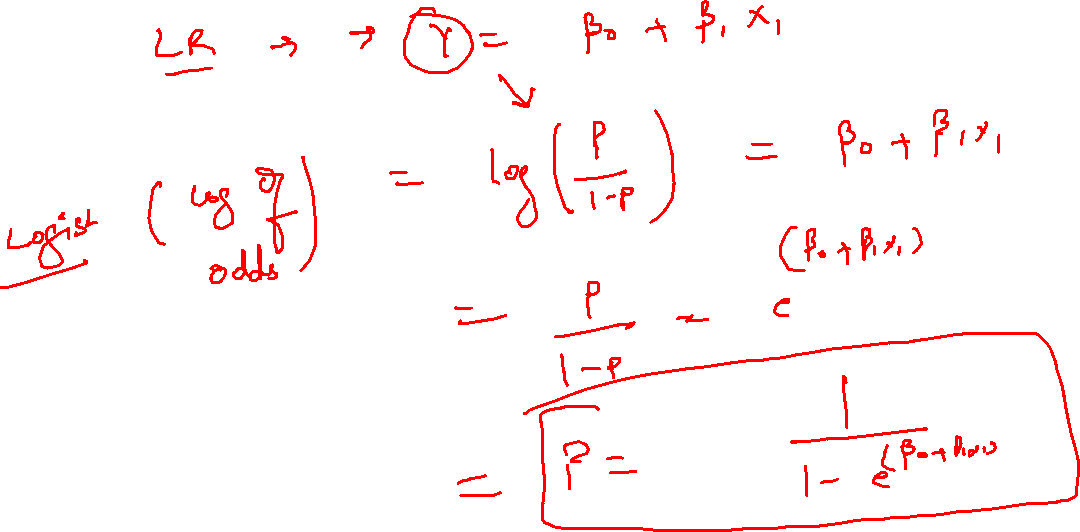 LR → → Y = β₀ + β₁ x₁
Logist (log of odds) = log(P/1-P) = β₀ + β₁x₁
= P/1-P = e^(β₀ + β₁x₁)
= P = 1/1 - e^(β₀ + β₁x₁)